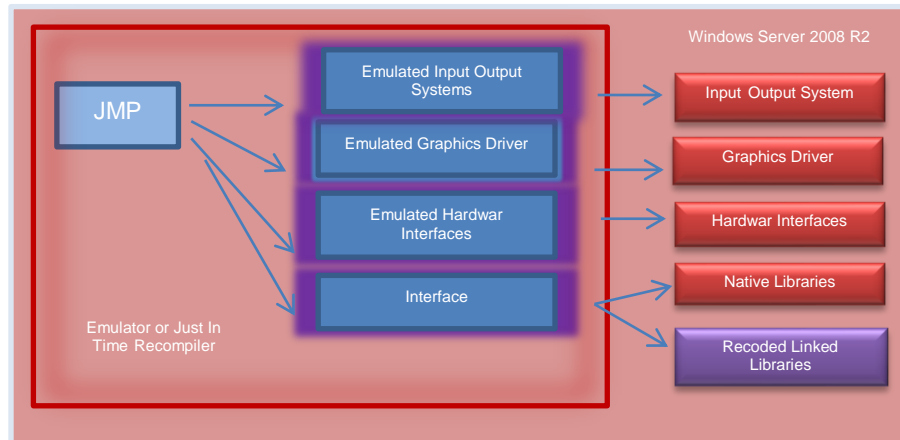 Windows Server 2008 R2
JMP
Emulated Input Output
Systems
Input Output System
Emulated Graphics Driver
Graphics Driver
Emulated Hardwar
Interfaces
Hardwar Interfaces
Interface
Native Libraries
Emulator or Just In
Time Recompiler
Recoded Linked
Libraries